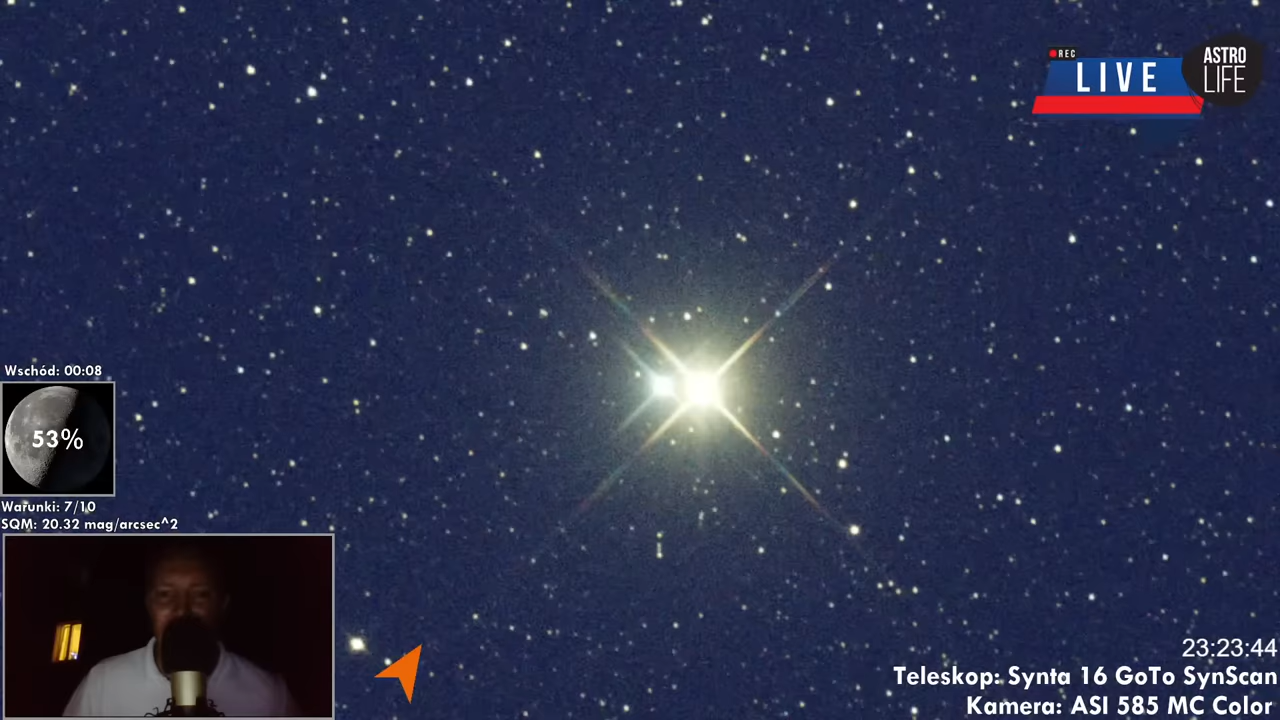 REC
LIVE
ASTRO
LIFE
Wschód: 00:08
53%
Warunki: 7/10
SQM: 20.32 mag/arcsec^2
23:23:44
Teleskop: Synta 16 GoTo SynScan
Kamera: ASI 585 MC Color